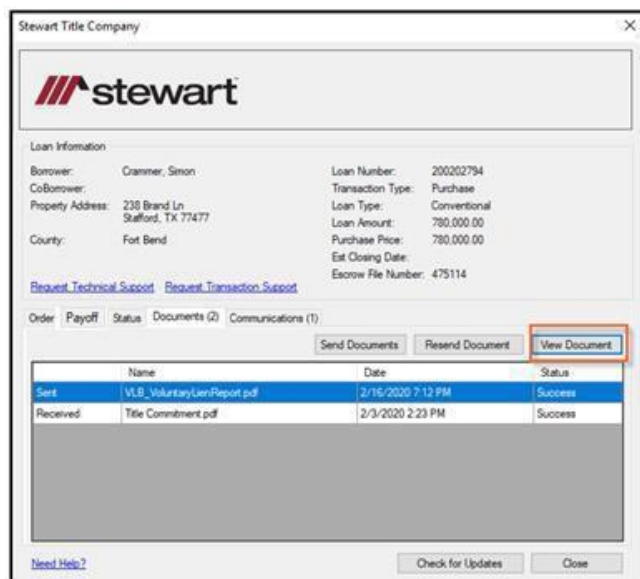 Stewart Title Company
stewart
Loan Information
Borrower: Crammer, Simon Loan Number: 200202794
CoBorrower: Transaction Type: Purchase
Property Address: 238 Brand Ln Loan Type: Conventional
Stafford, TX 77477 Loan Amount: 780,000.00
County: Fort Bend Purchase Price: 780,000.00
Est Closing Date:
Escrow File Number: 475114
Request Technical Support Request Transaction Support
Order Payoff Status Documents (2) Communications (1)
Send Documents Resend Document View Document
Name Date Status
Sent VLB_VoluntaryLienReport.pdf 2/16/2020 7:12 PM Success
Received Title Commitment.pdf 2/3/2020 2:23 PM Success
Need Help? Check for Updates Close